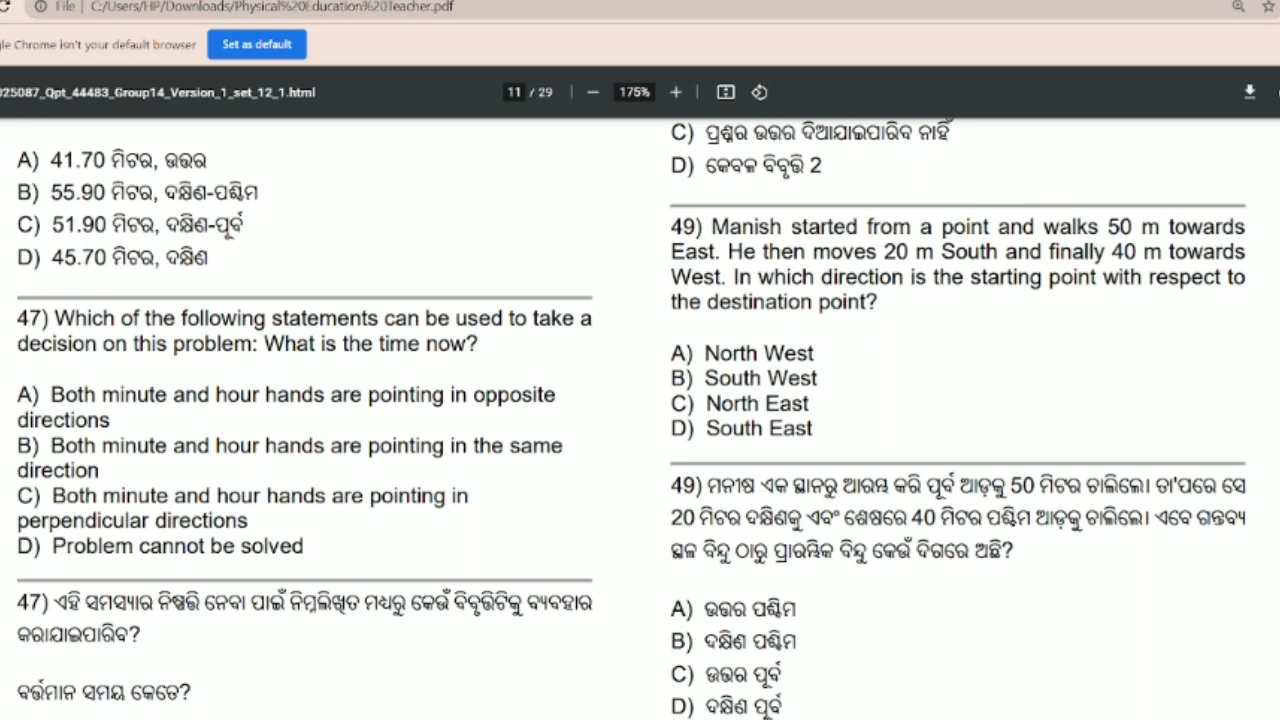 File | C:/Users/HP/Downloads/Physical%20Education%20Teacher.pdf
le Chrome isn't your default browser Set as default
025087_Qpt_44483_Group14_Version_1_set_12_1.html 11 / 29 175%
A) 41.70 ମିଟର, ଉତ୍ତର
B) 55.90 ମିଟର, ଦକ୍ଷିଣ-ପଶ୍ଚିମ
C) 51.90 ମିଟର, ଦକ୍ଷିଣ-ପୂର୍ବ
D) 45.70 ମିଟର, ଦକ୍ଷିଣ
47) Which of the following statements can be used to take a
decision on this problem: What is the time now?
A) Both minute and hour hands are pointing in opposite
directions
B) Both minute and hour hands are pointing in the same
direction
C) Both minute and hour hands are pointing in
perpendicular directions
D) Problem cannot be solved
47) ଏହି ସମସ୍ୟାର ନିଷ୍ପତ୍ତି ନେବା ପାଇଁ ନିମ୍ନଲିଖିତ ମଧ୍ୟରୁ କେଉଁ ବିବୃତ୍ତିଟିକୁ ବ୍ୟବହାର
କରାଯାଇପାରିବ?
ବର୍ତ୍ତମାନ ସମୟ କେତେ?
C) ପ୍ରଶ୍ନର ଉତ୍ତର ଦିଆଯାଇପାରିବ ନାହିଁ
D) କେବଳ ବିବୃତ୍ତି 2
49) Manish started from a point and walks 50 m towards
East. He then moves 20 m South and finally 40 m towards
West. In which direction is the starting point with respect to
the destination point?
A) North West
B) South West
C) North East
D) South East
49) ମନୀଷ ଏକ ସ୍ଥାନରୁ ଆରମ୍ଭ କରି ପୂର୍ବ ଆଡ଼କୁ 50 ମିଟର ଚାଲିଲେ। ତା'ପରେ ସେ
20 ମିଟର ଦକ୍ଷିଣକୁ ଏବଂ ଶେଷରେ 40 ମିଟର ପଶ୍ଚିମ ଆଡ଼କୁ ଚାଲିଲେ। ଏବେ ଗନ୍ତବ୍ୟ
ସ୍ଥଳ ବିନ୍ଦୁ ଠାରୁ ପ୍ରାରମ୍ଭିକ ବିନ୍ଦୁ କେଉଁ ଦିଗରେ ଅଛି?
A) ଉତ୍ତର ପଶ୍ଚିମ
B) ଦକ୍ଷିଣ ପଶ୍ଚିମ
C) ଉତ୍ତର ପୂର୍ବ
D) ଦକ୍ଷିଣ ପୂର୍ବ